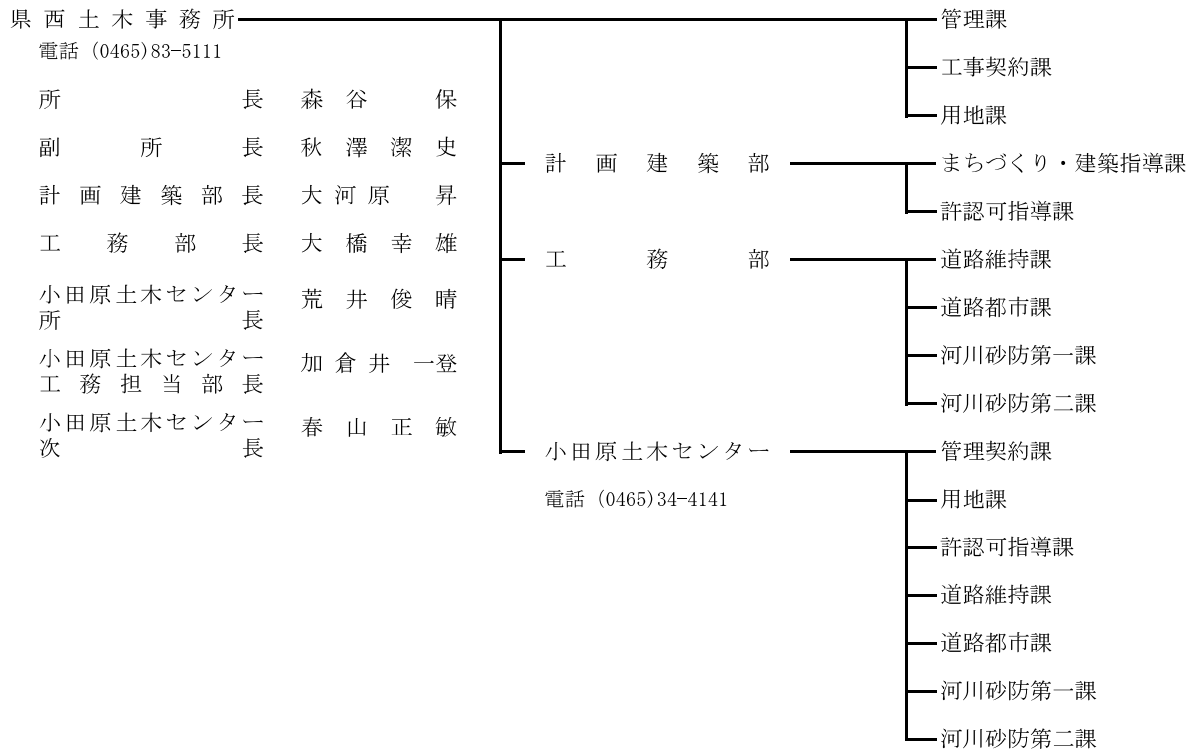 県西土木事務所
電話 (0465)83-5111
所長 森谷 保
副所長 秋澤潔史
計画建築部長 大河原 昇
工務部長 大橋幸雄
小田原土木センター
所長 荒井俊晴
小田原土木センター
工務担当部長 加倉井 一登
小田原土木センター
次長 春山正敏
管理課
工事契約課
用地課
計画建築部
まちづくり・建築指導課
許認可指導課
工務部
道路維持課
道路都市課
河川砂防第一課
河川砂防第二課
小田原土木センター
電話 (0465)34-4141
管理契約課
用地課
許認可指導課
道路維持課
道路都市課
河川砂防第一課
河川砂防第二課